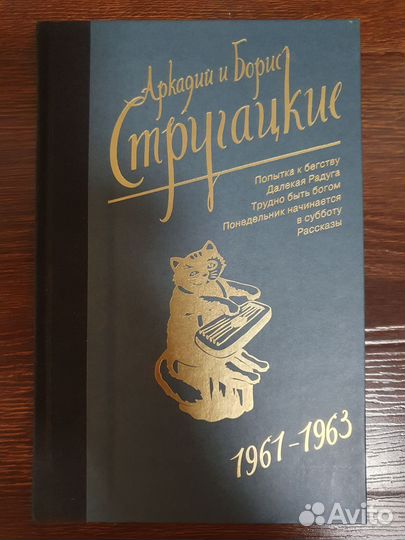 Аркадий и Борис
Стругацкие
Попытка к бегству
Далекая Радуга
Трудно быть богом
Понедельник начинается
в субботу
Рассказы
1961–1963
Avito